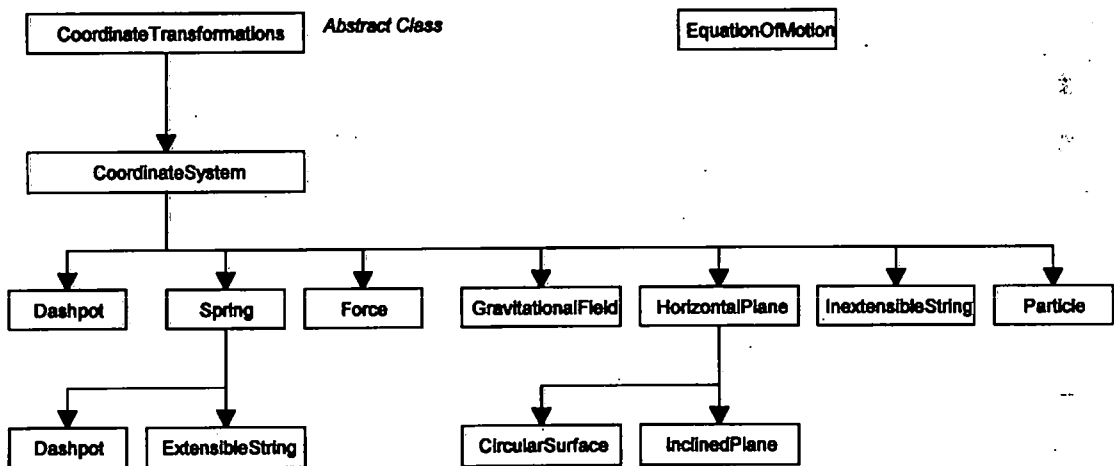 CoordinateTransformations
Abstract Class
EquationOfMotion
CoordinateSystem
Dashpot
Spring
Force
GravitationalField
HorizontalPlane
InextensibleString
Particle
Dashpot
ExtensibleString
CircularSurface
InclinedPlane